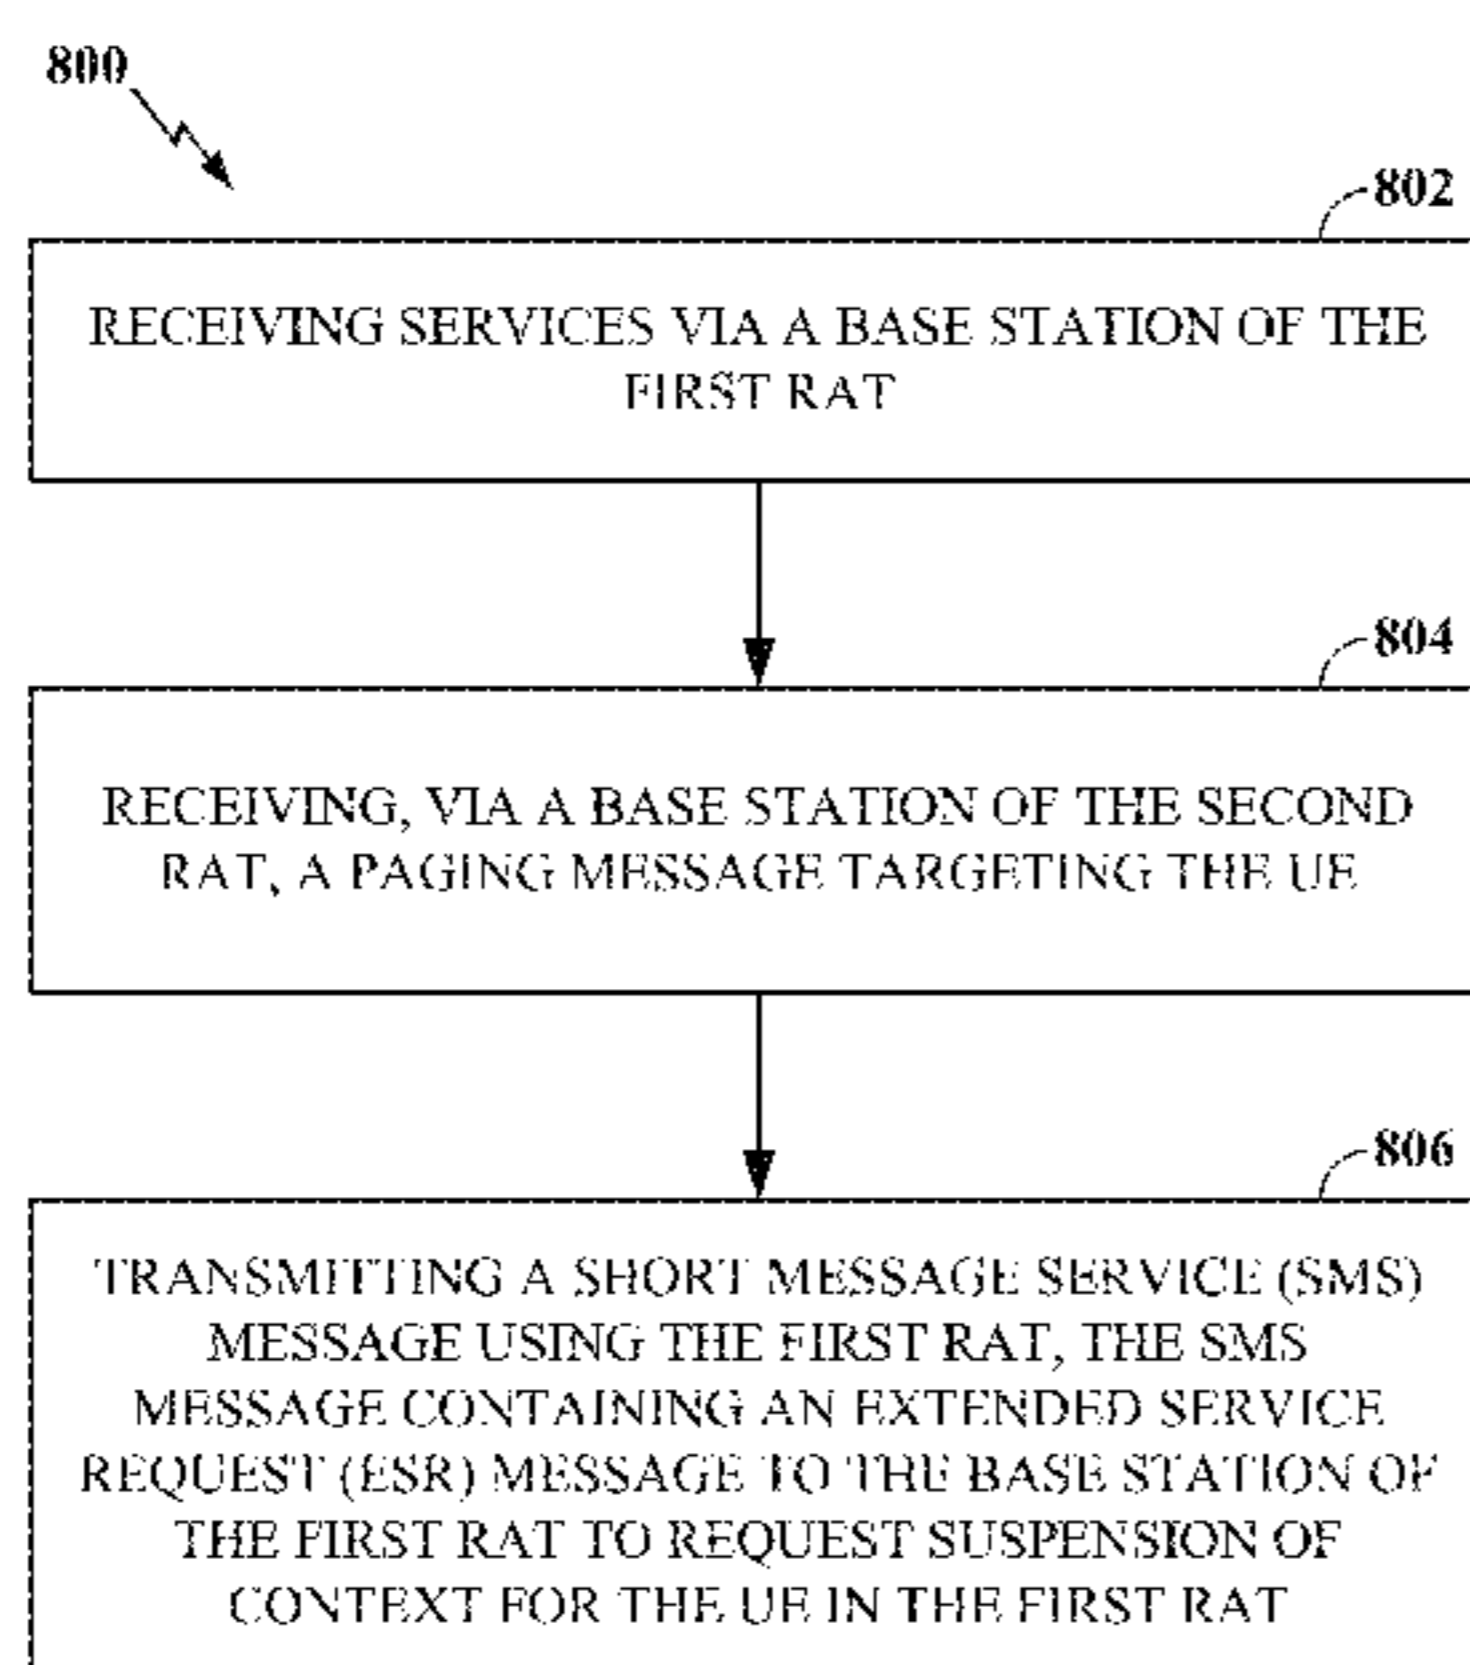 800
802
RECEIVING SERVICES VIA A BASE STATION OF THE
FIRST RAT
804
RECEIVING, VIA A BASE STATION OF THE SECOND
RAT, A PAGING MESSAGE TARGETING THE UE
806
TRANSMITTING A SHORT MESSAGE SERVICE (SMS)
MESSAGE USING THE FIRST RAT, THE SMS
MESSAGE CONTAINING AN EXTENDED SERVICE
REQUEST (ESR) MESSAGE TO THE BASE STATION OF
THE FIRST RAT TO REQUEST SUSPENSION OF
CONTEXT FOR THE UE IN THE FIRST RAT